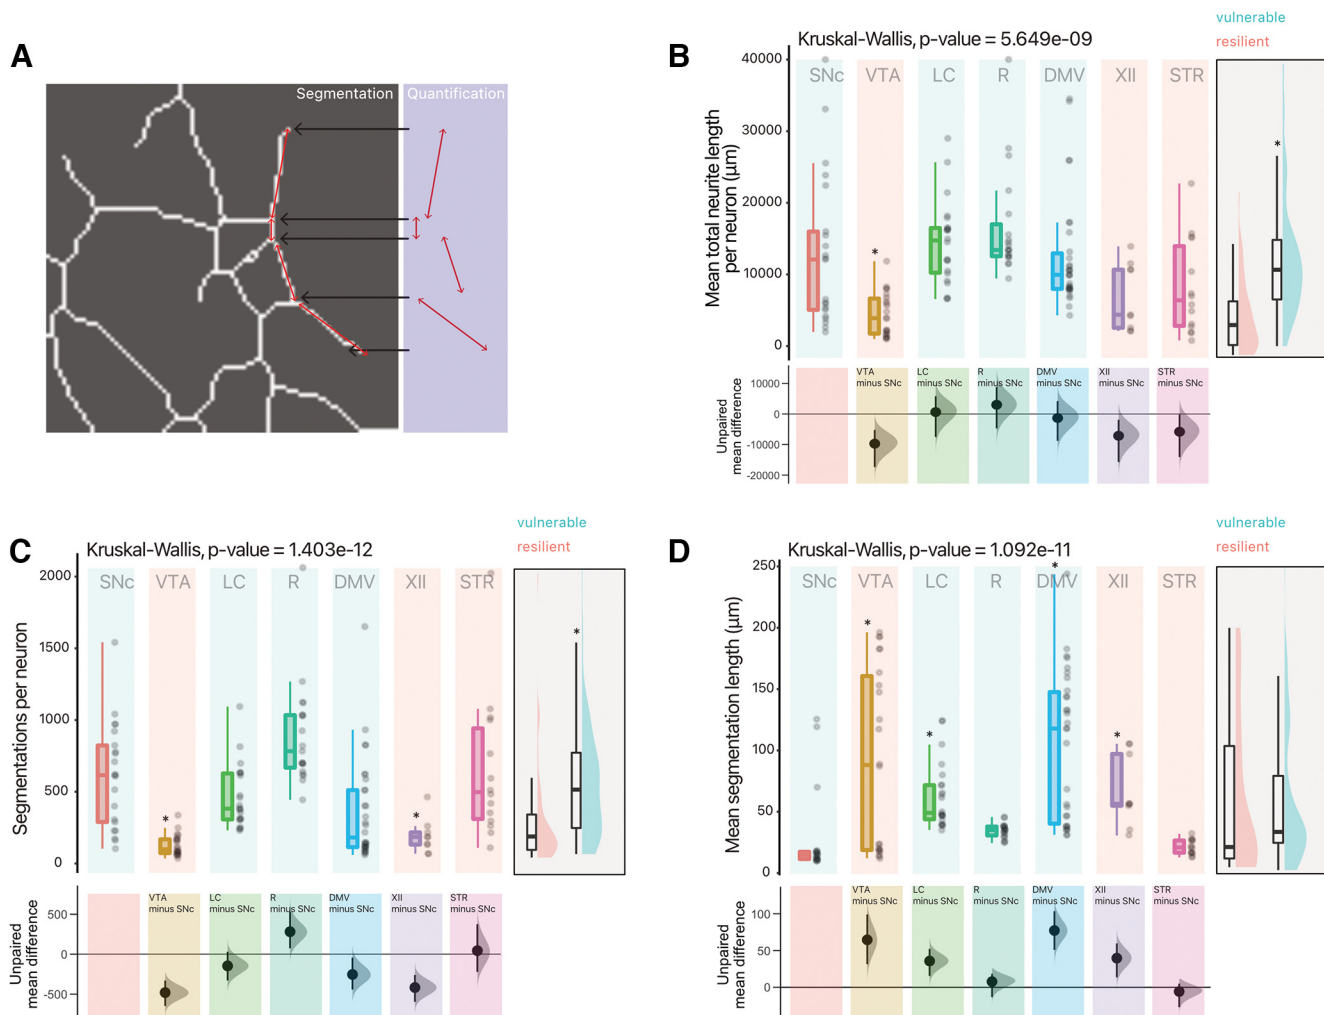 A
Segmentation
Quantification
B
Kruskal-Wallis, p-value = 5.649e-09
vulnerable
resilient
Mean total neurite length
per neuron (µm)
40000
30000
20000
10000
0
SNc
VTA
LC
R
DMV
XII
STR
*
*
Unpaired
mean difference
10000
0
-10000
-20000
VTA
minus SNc
LC
minus SNc
R
minus SNc
DMV
minus SNc
XII
minus SNc
STR
minus SNc
C
Kruskal-Wallis, p-value = 1.403e-12
vulnerable
resilient
Segmentations per neuron
2000
1500
1000
500
0
SNc
VTA
LC
R
DMV
XII
STR
*
*
*
Unpaired
mean difference
500
0
-500
VTA
minus SNc
LC
minus SNc
R
minus SNc
DMV
minus SNc
XII
minus SNc
STR
minus SNc
D
Kruskal-Wallis, p-value = 1.092e-11
vulnerable
resilient
Mean segmentation length (µm)
250
200
150
100
50
0
SNc
VTA
LC
R
DMV
XII
STR
*
*
*
*
Unpaired
mean difference
100
50
0
VTA
minus SNc
LC
minus SNc
R
minus SNc
DMV
minus SNc
XII
minus SNc
STR
minus SNc